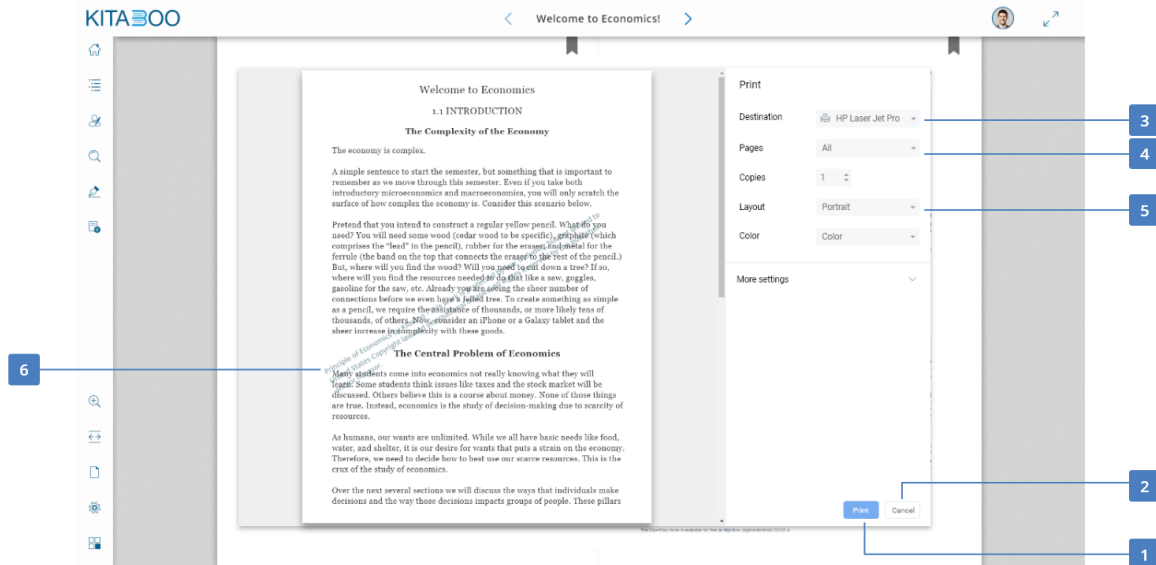 KITABOO
Welcome to Economics!
Welcome to Economics
1.1 INTRODUCTION
The Complexity of the Economy
The economy is complex.
A simple sentence to start the semester, but something that is important to
remember as we move through this semester. Even if you take both
introductory microeconomics and macroeconomics, you will only scratch the
surface of how complex the economy is. Consider this scenario below.
Pretend that you intend to construct a regular yellow pencil. What do you
need? You will need some wood (cedar wood to be specific), graphite (which
comprises the “lead” in the pencil), rubber for the eraser and metal for the
ferrule (the band on the top that connects the eraser to the rest of the pencil.)
But, where will you find the wood? Will you need to cut down a tree? If so,
where will you find the resources needed to do that like a saw, goggles,
gasoline for the saw, etc. Already you are seeing the sheer number of
connections before we even have a felled tree. To create something as simple
as a pencil, we require the assistance of thousands, or more likely tens of
thousands, of others. Now, consider an iPhone or a Galaxy tablet and the
sheer increase in complexity with these goods.
The Central Problem of Economics
Many students come into economics not really knowing what they will
learn. Some students think issues like taxes and the stock market will be
discussed. Others believe this is a course about money. None of those things
are true. Instead, economics is the study of decision-making due to scarcity of
resources.
As humans, our wants are unlimited. While we all have basic needs like food,
water, and shelter, it is our desire for wants that puts a strain on the economy.
Therefore, we need to decide how to best use our scarce resources. This is the
crux of the study of economics.
Over the next several sections we will discuss the ways that individuals make
decisions and the way those decisions impacts groups of people. These pillars
Principle of Economics
United States Copyright law
Print
Destination HP Laser Jet Pro
Pages All
Copies 1
Layout Portrait
Color Color
More settings
Print Cancel
3
4
5
6
2
1